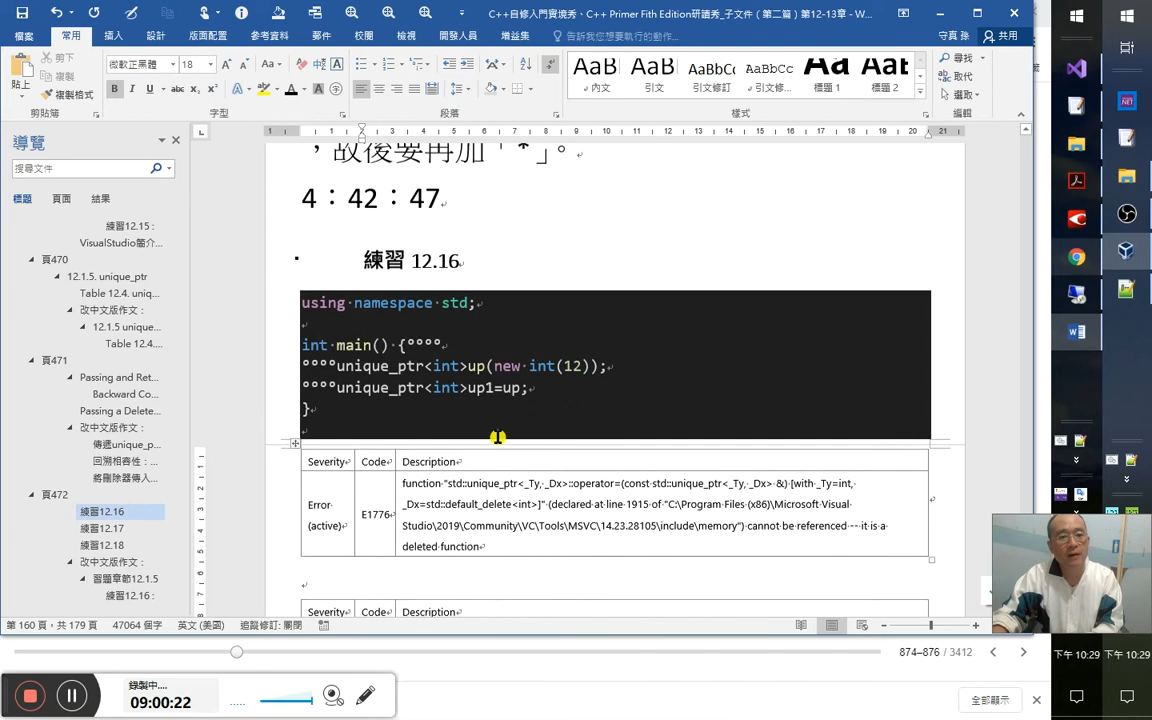 C++自修入門實境秀、C++ Primer Fith Edition研讀秀_子文件（第二篇）第12-13章 - W...
檔案 常用 插入 設計 版面配置 參考資料 郵件 校閱 檢視 開發人員 增益集 告訴我您想要執行的動作... 守真 孫 共用
貼上
剪下
複製
複製格式
剪貼簿
微軟正黑體 18
字型
段落
AaB 內文
AaB 引文
AaBbC 引文修訂
AaBbCc 引文修...
Aa 標題 1
AaB 標題 2
樣式
尋找
取代
選取
編輯
導覽
搜尋文件
標題 頁面 結果
練習12.15 :
VisualStudio簡介...
頁470
12.1.5. unique_ptr
Table 12.4. uniq...
改中文版作文：
12.1.5 unique...
Table 12.4....
頁471
Passing and Ret...
Backward Co...
Passing a Delete...
改中文版作文：
傳遞unique_p...
回溯相容性：...
將刪除器傳入...
頁472
練習12.16
練習12.17
練習12.18
改中文版作文：
習題章節12.1.5
練習12.16 :
，故後要再加「*」。
4：42：47
練習 12.16
using namespace std;
int main() {
unique_ptr<int>up(new int(12));
unique_ptr<int>up1=up;
}
Severity Code Description
Error (active) E1776 function "std::unique_ptr<_Ty, _Dx>::operator=(const std::unique_ptr<_Ty, _Dx> &) [with _Ty=int,
_Dx=std::default_delete<int>]" (declared at line 1915 of "C:\Program Files (x86)\Microsoft Visual
Studio\2019\Community\VC\Tools\MSVC\14.23.28105\include\memory") cannot be referenced -- it is a
deleted function
Severity Code Description
第 160 頁，共 179 頁 47064 個字 英文 (美國) 追蹤修訂: 關閉
874–876 / 3412
下午 10:29 下午 10:29
錄製中....
09:00:22
全部顯示